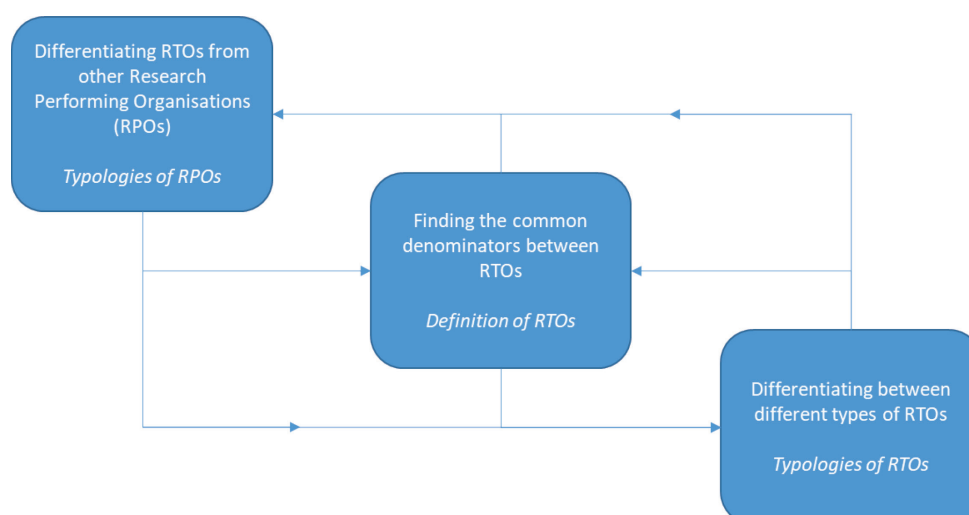 Differentiating RTOs from
other Research
Performing Organisations
(RPOs)
Typologies of RPOs
Finding the common
denominators between
RTOs
Definition of RTOs
Differentiating between
different types of RTOs
Typologies of RTOs